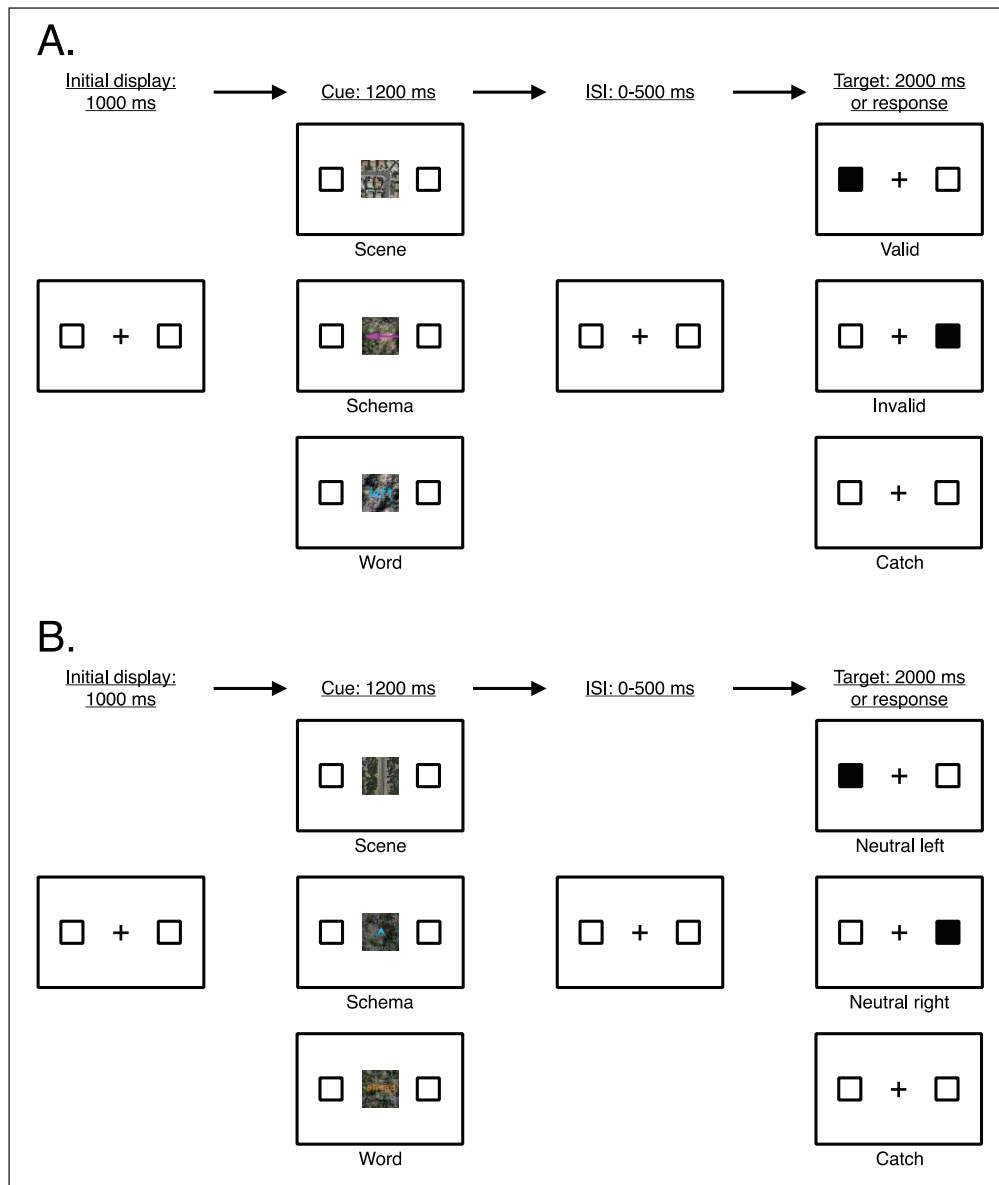 A.
Initial display:
1000 ms
Cue: 1200 ms
ISI: 0-500 ms
Target: 2000 ms
or response
Scene
Valid
Schema
Invalid
left
Word
Catch
B.
Initial display:
1000 ms
Cue: 1200 ms
ISI: 0-500 ms
Target: 2000 ms
or response
Scene
Neutral left
Schema
Neutral right
ahead
Word
Catch